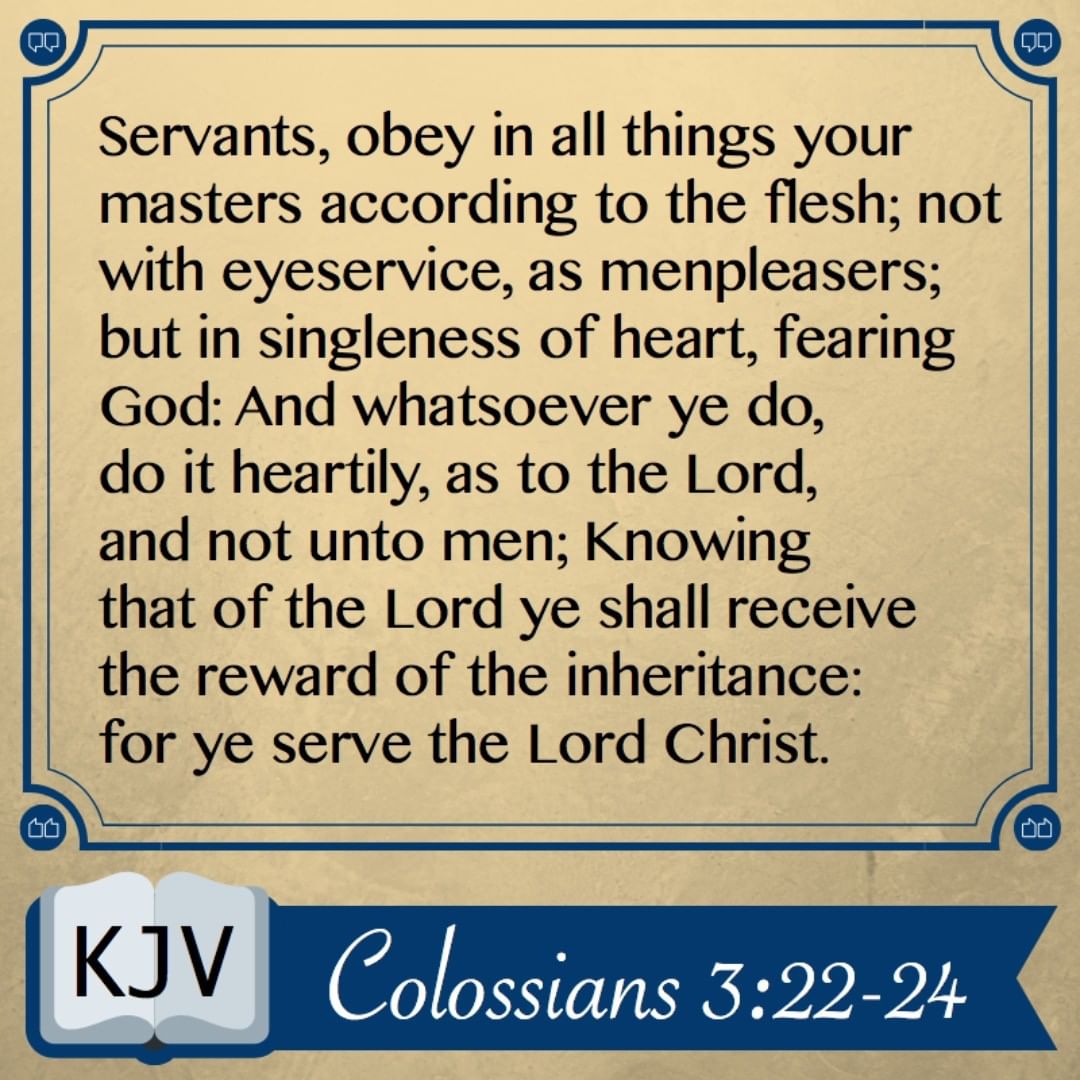 Servants, obey in all things your
masters according to the flesh; not
with eyeservice, as menpleasers;
but in singleness of heart, fearing
God: And whatsoever ye do,
do it heartily, as to the Lord,
and not unto men; Knowing
that of the Lord ye shall receive
the reward of the inheritance:
for ye serve the Lord Christ.
KJV
Colossians 3:22-24